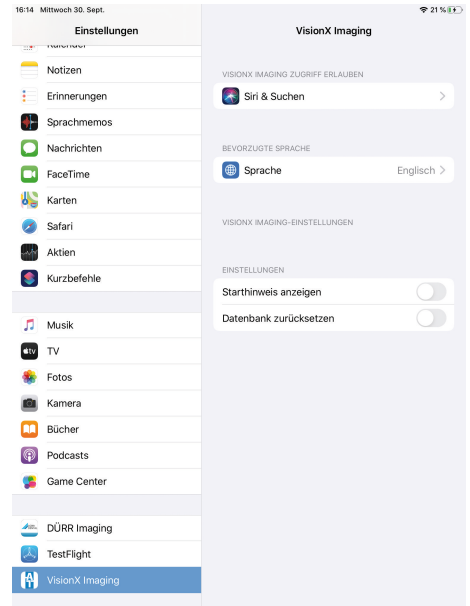 16:14 Mittwoch 30. Sept.
21 %
Einstellungen
Kalender
Notizen
Erinnerungen
Sprachmemos
Nachrichten
FaceTime
Karten
Safari
Aktien
Kurzbefehle
Musik
tv
TV
Fotos
Kamera
Bücher
Podcasts
Game Center
DÜRR Imaging
TestFlight
VisionX Imaging
VisionX Imaging
VISIONX IMAGING ZUGRIFF ERLAUBEN
Siri & Suchen
BEVORZUGTE SPRACHE
Sprache
Englisch
VISIONX IMAGING-EINSTELLUNGEN
EINSTELLUNGEN
Starthinweis anzeigen
Datenbank zurücksetzen